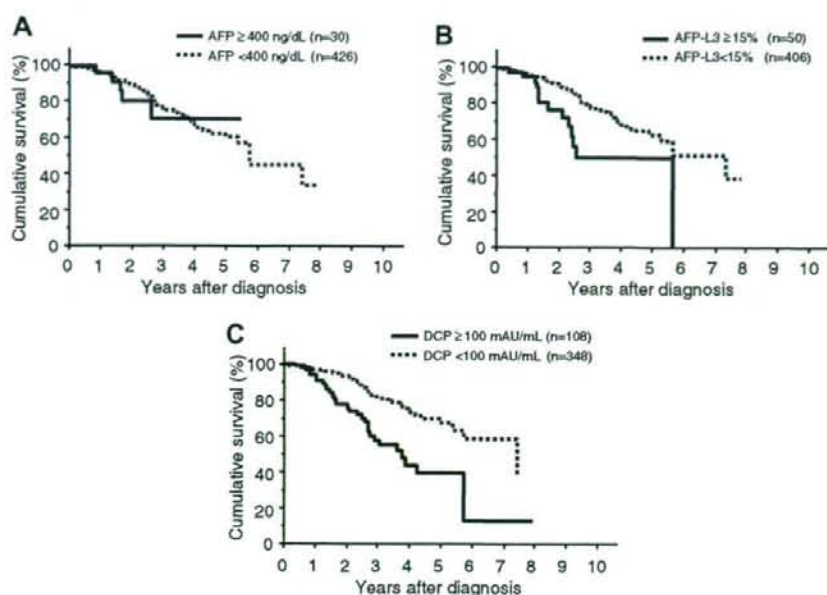 A
AFP ≥ 400 ng/dL (n=30)
AFP <400 ng/dL (n=426)
Cumulative survival (%)
100
80
60
40
20
0
0 1 2 3 4 5 6 7 8 9 10
Years after diagnosis
B
AFP-L3 ≥ 15% (n=50)
AFP-L3<15% (n=406)
Cumulative survival (%)
100
80
60
40
20
0
0 1 2 3 4 5 6 7 8 9 10
Years after diagnosis
C
DCP ≥ 100 mAU/mL (n=108)
DCP <100 mAU/mL (n=348)
Cumulative survival (%)
100
80
60
40
20
0
0 1 2 3 4 5 6 7 8 9 10
Years after diagnosis